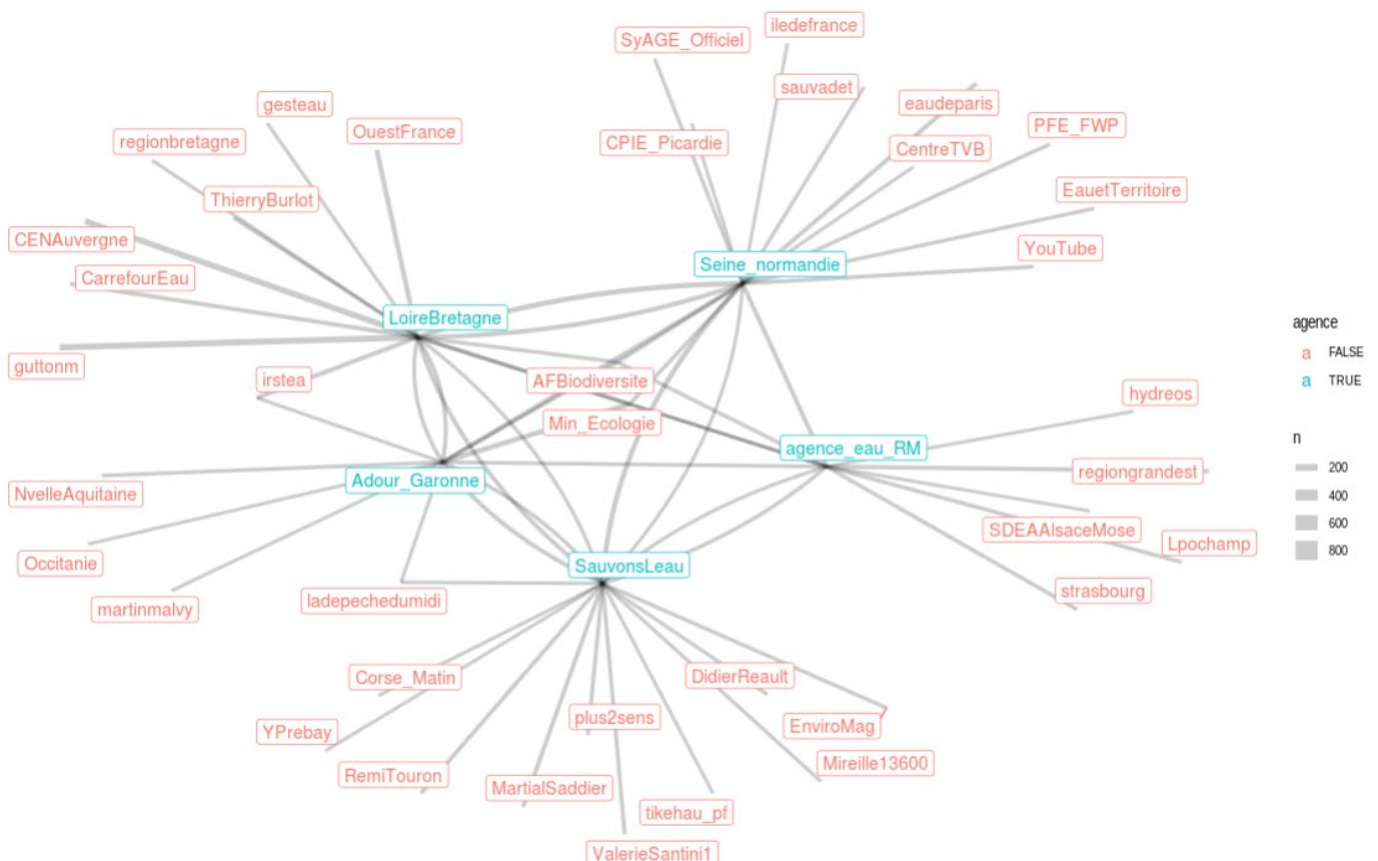 iledefrance
SyAGE_Officiel
sauvadet
gesteau
eaudeparis
OuestFrance
PFE_FWP
regionbretagne
CPIE_Picardie
CentreTVB
ThierryBurlot
EauetTerritoire
CENAuvergne
YouTube
Seine_normandie
CarrefourEau
LoireBretagne
guttonm
irstea
AFBiodiversite
hydreos
Min_Ecologie
agence_eau_RM
regiongrandest
Adour_Garonne
NvelleAquitaine
SDEAAlsaceMose
Lpochamp
Occitanie
SauvonsLeau
strasbourg
ladepechedumidi
martinmalvy
Corse_Matin
DidierReault
plus2sens
EnviroMag
YPrebay
Mireille13600
RemiTouron
MartialSaddier
tikehau_pf
ValerieSantini1
agence
a FALSE
a TRUE
n
200
400
600
800